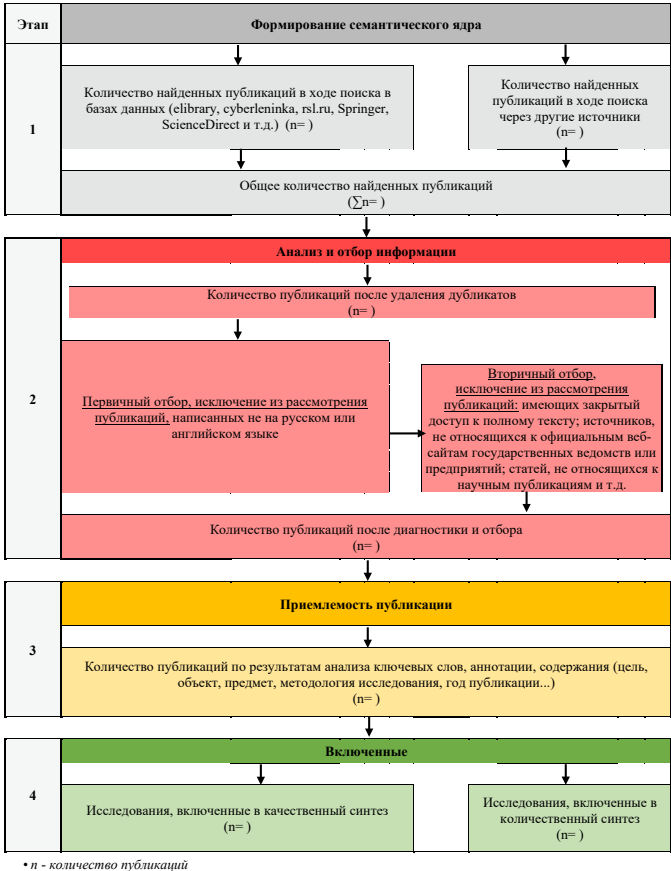 Этап
Формирование семантического ядра
1
Количество найденных публикаций в ходе поиска в
базах данных (elibrary, cyberleninka, rsl.ru, Springer,
ScienceDirect и т.д.) (n= )
Количество найденных
публикаций в ходе поиска
через другие источники
(n= )
Общее количество найденных публикаций
(∑n= )
2
Анализ и отбор информации
Количество публикаций после удаления дубликатов
(n= )
Первичный отбор, исключение из рассмотрения
публикаций, написанных не на русском или
английском языке
Вторичный отбор,
исключение из рассмотрения
публикаций: имеющих закрытый
доступ к полному тексту; источников,
не относящихся к официальным веб-
сайтам государственных ведомств или
предприятий; статей, не относящихся к
научным публикациям и т.д.
Количество публикаций после диагностики и отбора
(n= )
3
Приемлемость публикации
Количество публикаций по результатам анализа ключевых слов, аннотации, содержания (цель,
объект, предмет, методология исследования, год публикации...)
(n= )
4
Включенные
Исследования, включенные в качественный синтез
(n= )
Исследования, включенные в
количественный синтез
(n= )
• n - количество публикаций